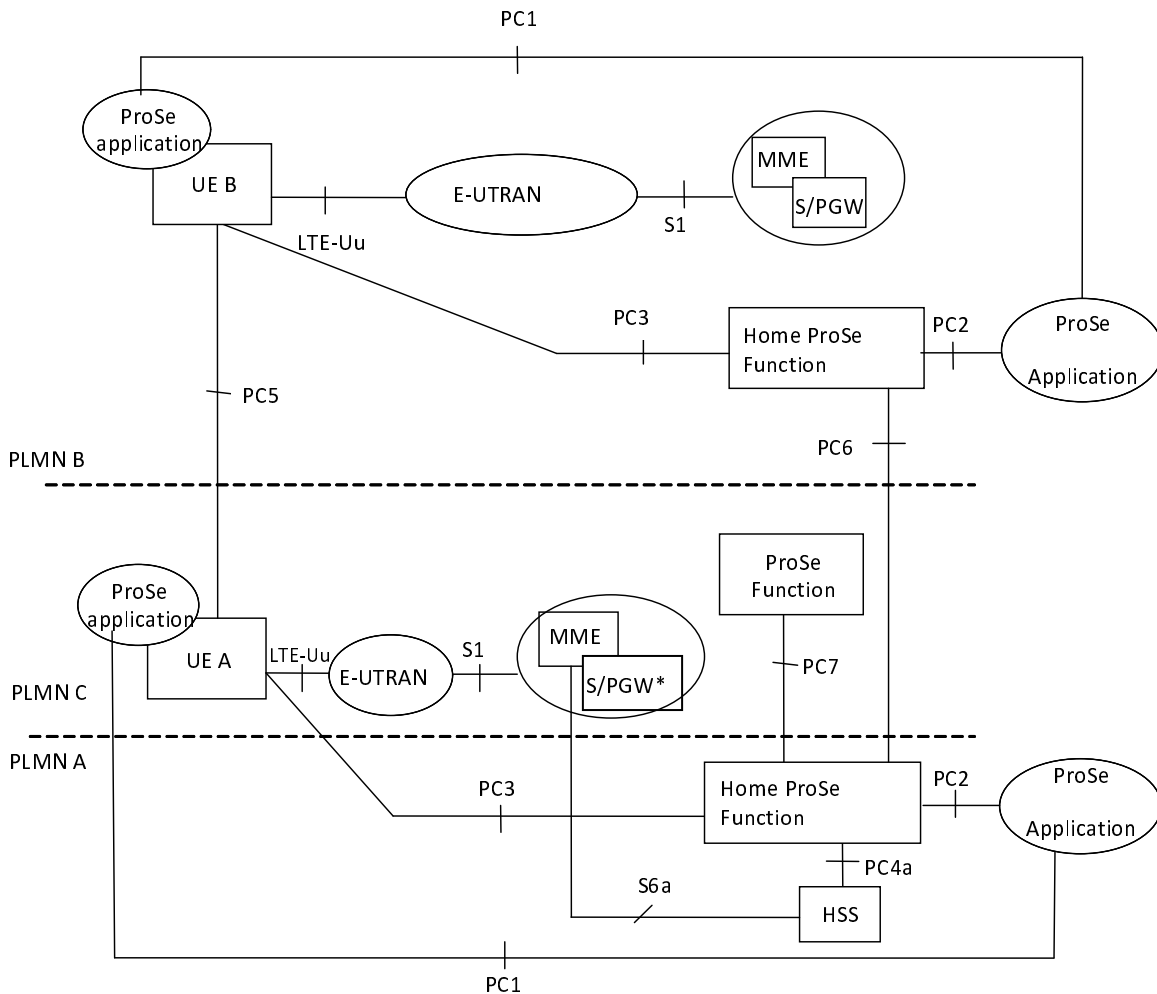 PC1
ProSe
application
UE B
E-UTRAN
MME
S/PGW
S1
LTE-Uu
PC3
Home ProSe
Function
PC2
ProSe
Application
PC5
PC6
PLMN B
ProSe
Function
ProSe
application
UE A
LTE-Uu
E-UTRAN
S1
MME
S/PGW*
PC7
PLMN C
PLMN A
PC3
Home ProSe
Function
PC2
ProSe
Application
PC4a
S6a
HSS
PC1